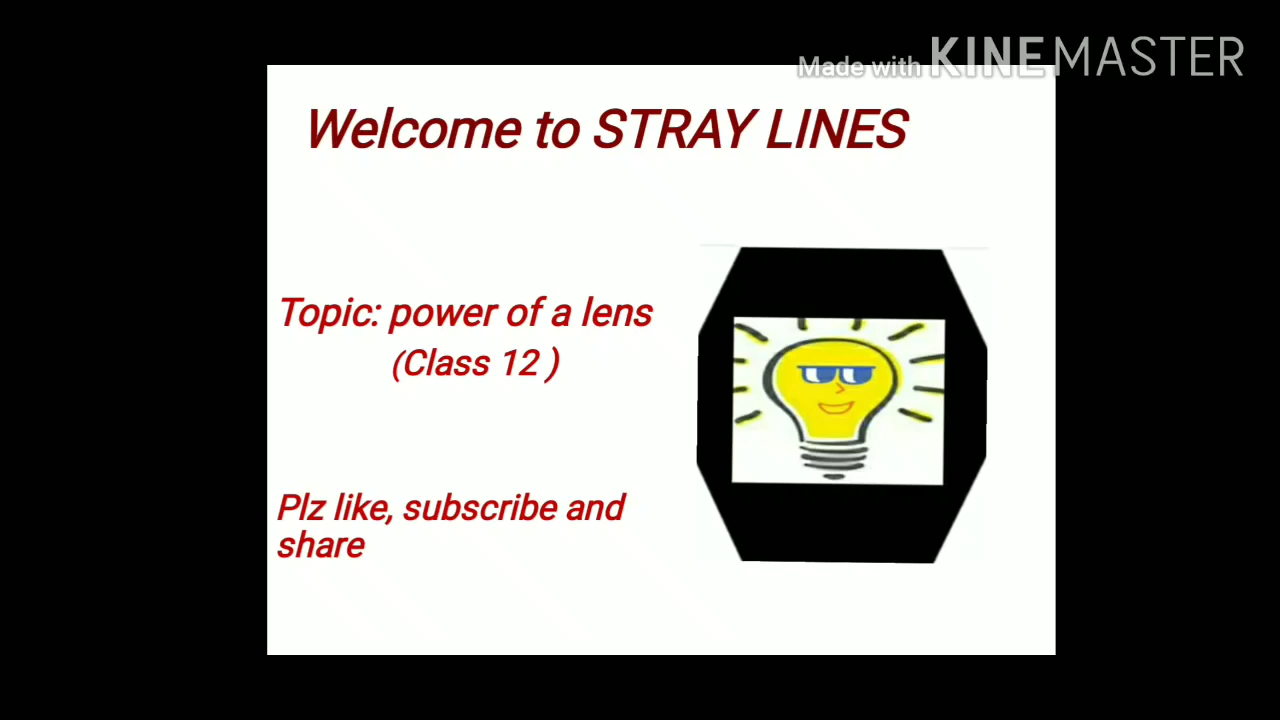 Made with KINEMASTER
Welcome to STRAY LINES
Topic: power of a lens
(Class 12 )
Plz like, subscribe and
share